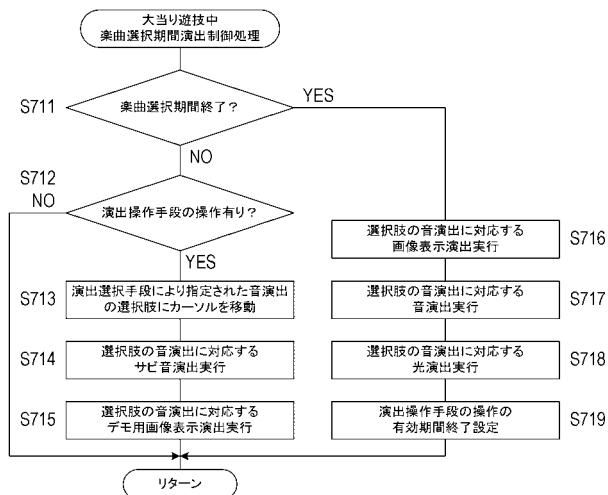 大当り遊技中
楽曲選択期間演出制御処理
S711
楽曲選択期間終了?
YES
NO
S712
NO
演出操作手段の操作有り?
YES
S713
演出選択手段により指定された音演出
の選択肢にカーソルを移動
S714
選択肢の音演出に対応する
サビ音演出実行
S715
選択肢の音演出に対応する
デモ用画像表示演出実行
選択肢の音演出に対応する
画像表示演出実行
S716
選択肢の音演出に対応する
音演出実行
S717
選択肢の音演出に対応する
光演出実行
S718
演出操作手段の操作の
有効期間終了設定
S719
リターン